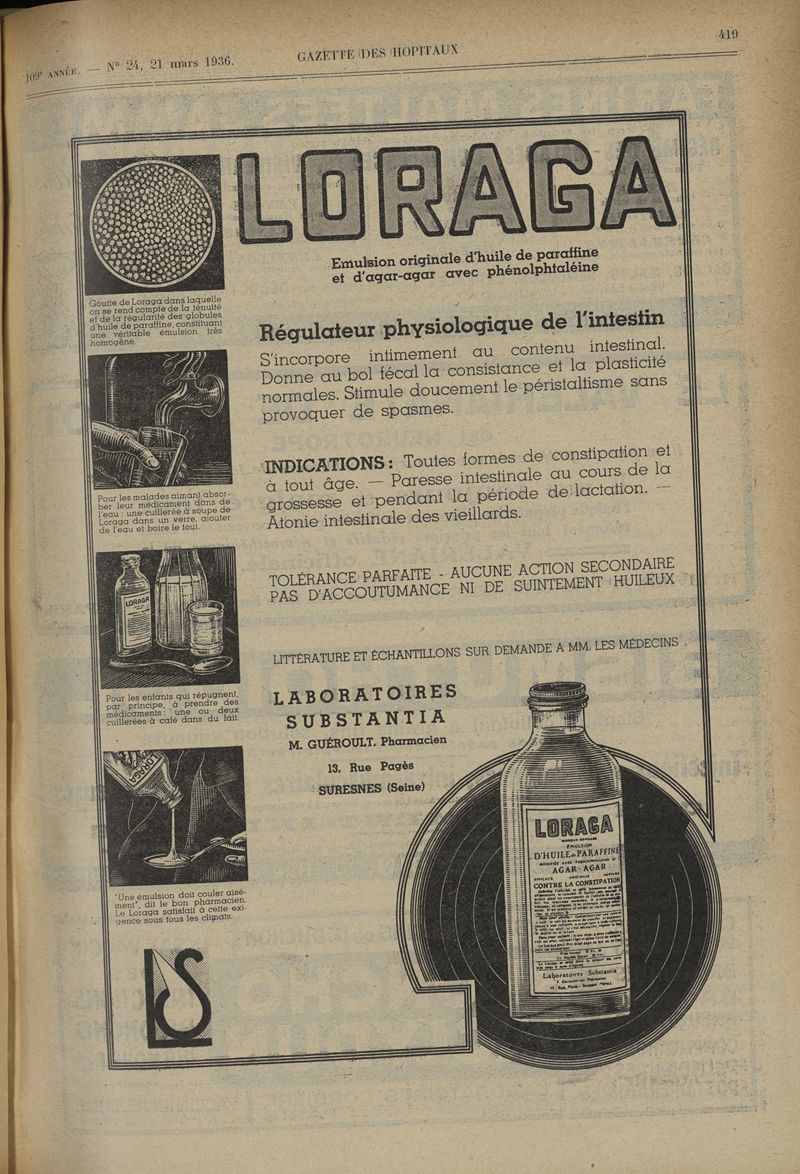 109e ANNÉE. — N° 24, 21 mars 1936.
GAZETTE DES HOPITAUX
419
LORAGA
Emulsion originale d'huile de paraffine
et d'agar-agar avec phénolphtaléine
Goutte de Loraga dans laquelle
on se rend compte de la ténuité
et de la régularité des globules
d'huile de paraffine, constituant
une véritable émulsion très
homogène.
Régulateur physiologique de l'intestin
S'incorpore intimement au contenu intestinal.
Donne au bol fécal la consistance et la plasticité
normales. Stimule doucement le péristaltisme sans
provoquer de spasmes.
Pour les malades aimant absor-
ber leur médicament dans de
l'eau : une cuillerée à soupe de
Loraga dans un verre, ajouter
de l'eau et boire le tout.
INDICATIONS : Toutes formes de constipation et
à tout âge. — Paresse intestinale au cours de la
grossesse et pendant la période de lactation. —
Atonie intestinale des vieillards.
LORAGA
Pour les enfants qui répugnent,
par principe, à prendre des
médicaments : une ou deux
cuillerées à café dans du lait.
TOLÉRANCE PARFAITE - AUCUNE ACTION SECONDAIRE
PAS D'ACCOUTUMANCE NI DE SUINTEMENT HUILEUX
LITTÉRATURE ET ÉCHANTILLONS SUR DEMANDE A MM. LES MÉDECINS
LABORATOIRES
SUBSTANTIA
M. GUÉROULT, Pharmacien
13, Rue Pagès
SURESNES (Seine)
LORAGA
"Une émulsion doit couler aisé-
ment", dit le bon pharmacien.
Le Loraga satisfait à cette exi-
gence sous tous les climats.
LS
LORAGA
ÉMULSION
D'HUILE DE PARAFFINE
AGAR-AGAR
CONTRE LA CONSTIPATION
Laboratoires Substantia